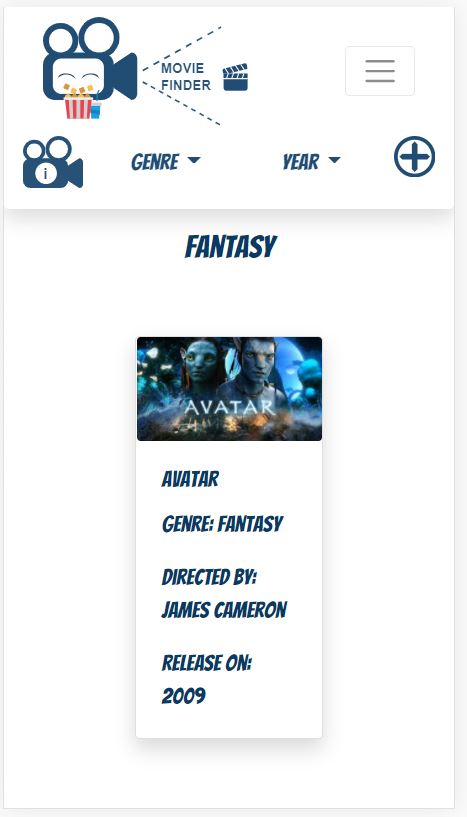 MOVIE
FINDER
i
GENRE
YEAR
FANTASY
AVATAR
AVATAR
GENRE: FANTASY
DIRECTED BY:
JAMES CAMERON
RELEASE ON:
2009